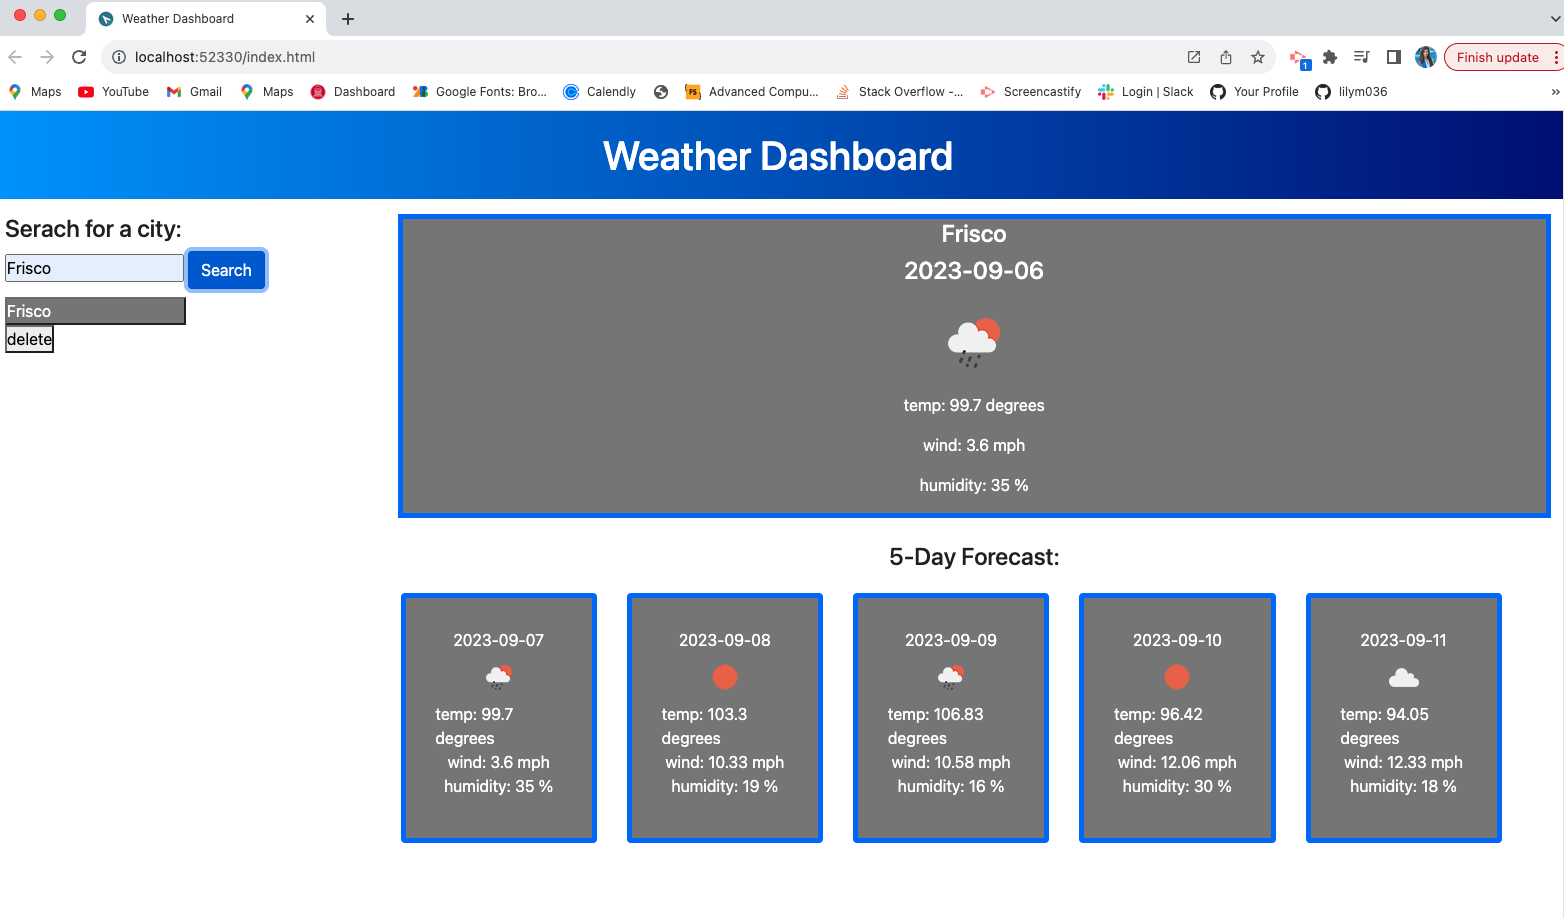 Weather Dashboard
localhost:52330/index.html
1
Finish update
Maps YouTube Gmail Maps Dashboard Google Fonts: Bro... Calendly FS Advanced Compu... Stack Overflow -... Screencastify Login | Slack Your Profile lilym036 »
Weather Dashboard
Serach for a city:
Frisco Search
Frisco
delete
Frisco
2023-09-06
temp: 99.7 degrees
wind: 3.6 mph
humidity: 35 %
5-Day Forecast:
2023-09-07
temp: 99.7
degrees
wind: 3.6 mph
humidity: 35 %
2023-09-08
temp: 103.3
degrees
wind: 10.33 mph
humidity: 19 %
2023-09-09
temp: 106.83
degrees
wind: 10.58 mph
humidity: 16 %
2023-09-10
temp: 96.42
degrees
wind: 12.06 mph
humidity: 30 %
2023-09-11
temp: 94.05
degrees
wind: 12.33 mph
humidity: 18 %